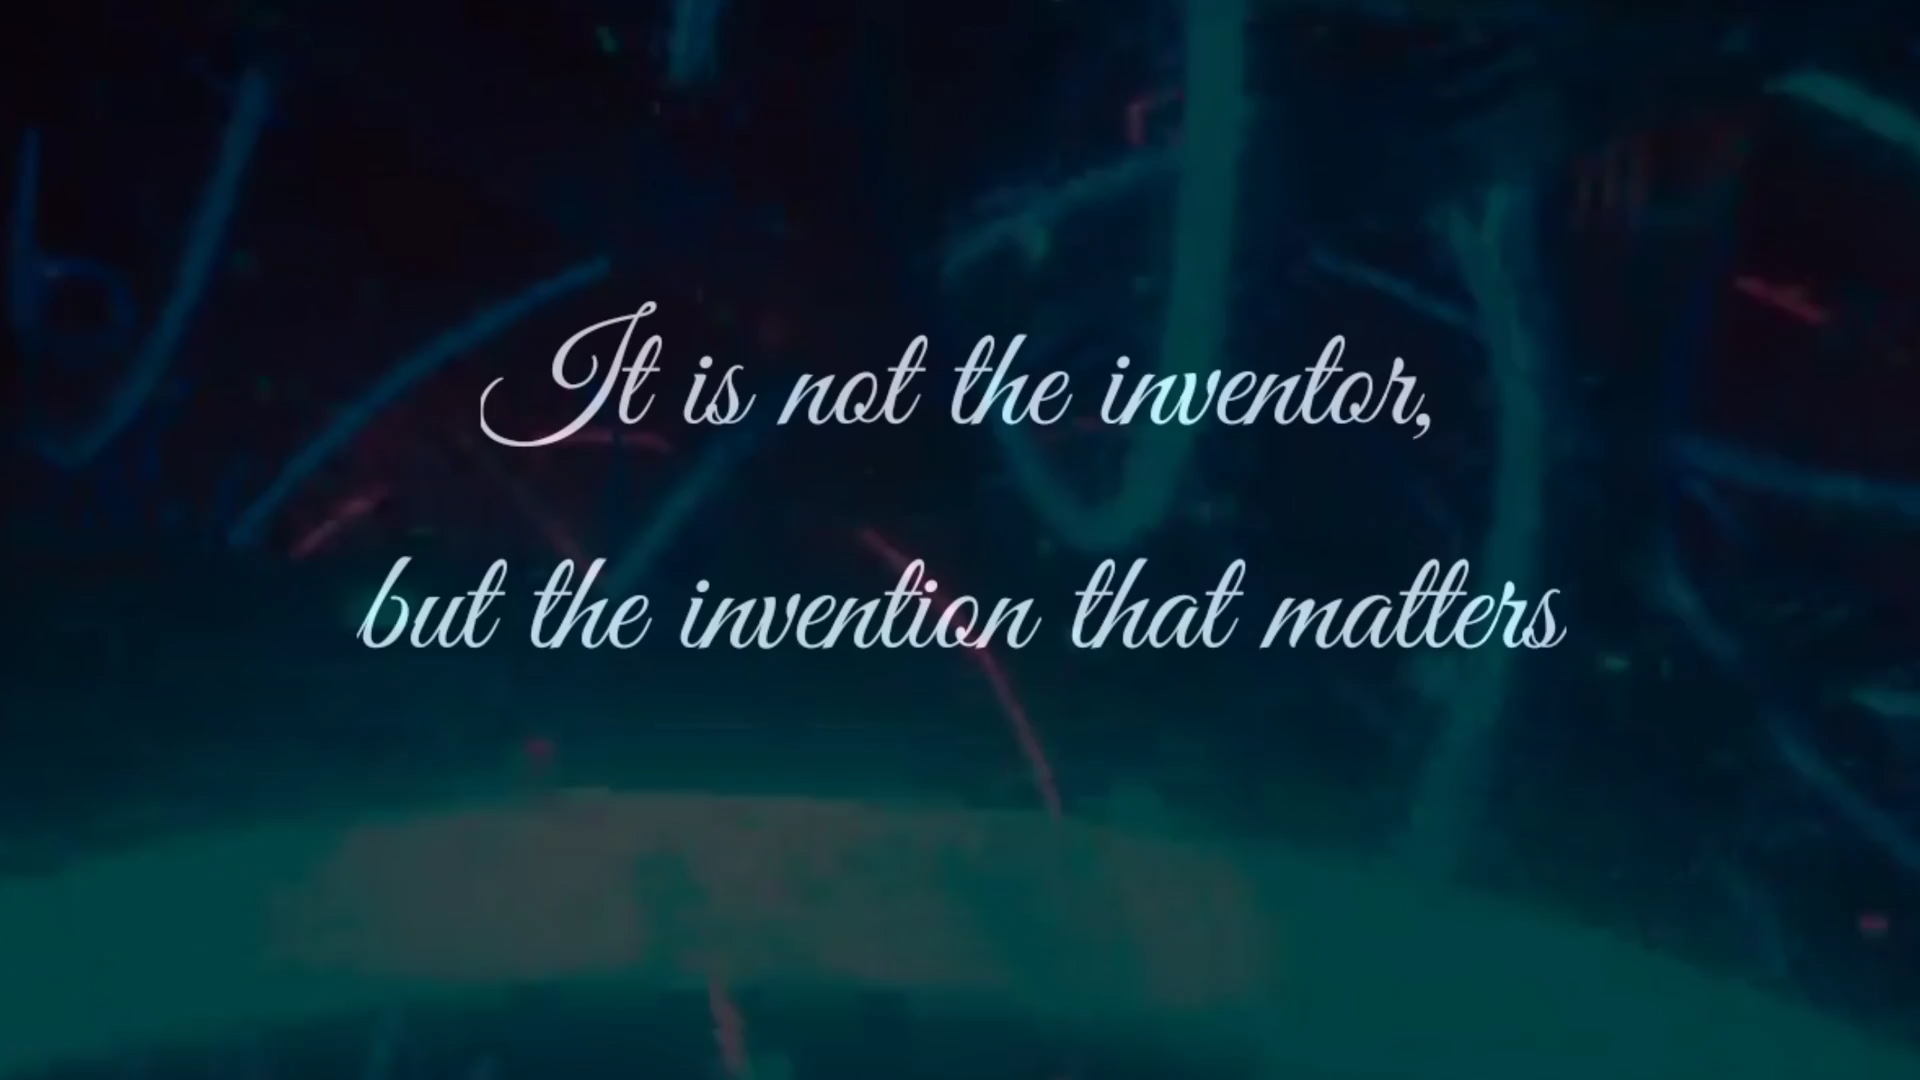 It is not the inventor,
but the invention that matters